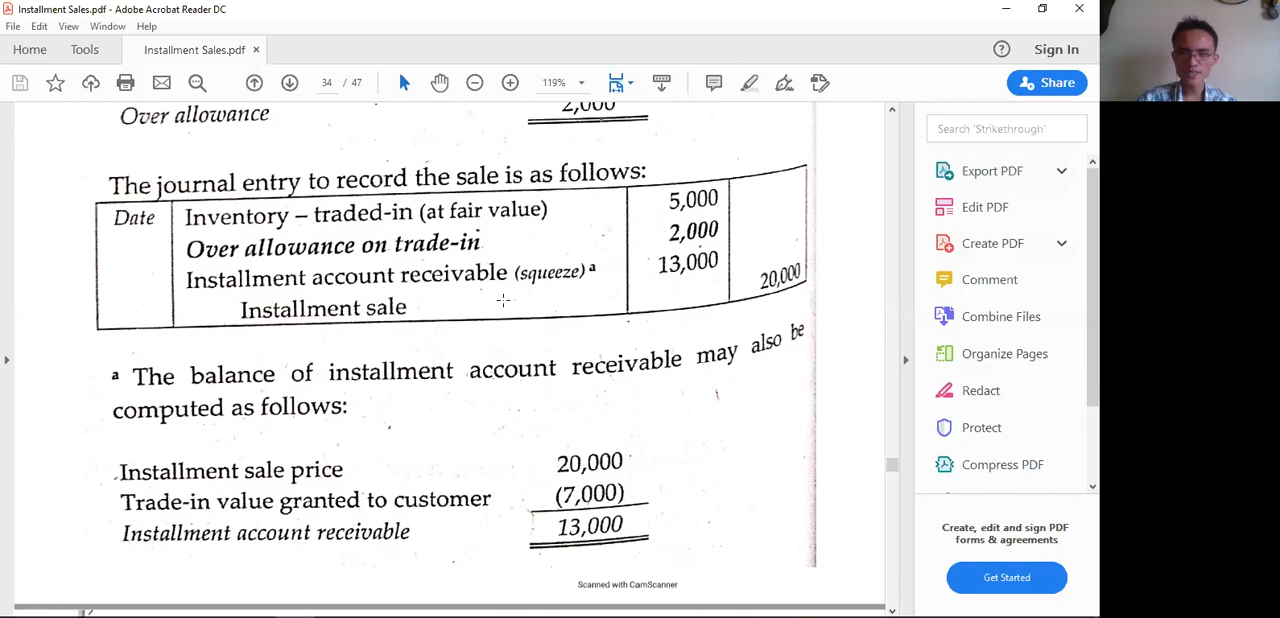 Installment Sales.pdf - Adobe Acrobat Reader DC
File Edit View Window Help
Home Tools Installment Sales.pdf × Sign In
34 / 47 119% Share
Over allowance 2,000
The journal entry to record the sale is as follows:
Date Inventory – traded-in (at fair value) 5,000
Over allowance on trade-in 2,000
Installment account receivable (squeeze) a 13,000
Installment sale 20,000
a The balance of installment account receivable may also be
computed as follows:
Installment sale price 20,000
Trade-in value granted to customer (7,000)
Installment account receivable 13,000
Scanned with CamScanner
Search 'Strikethrough'
Export PDF
Edit PDF
Create PDF
Comment
Combine Files
Organize Pages
Redact
Protect
Compress PDF
Create, edit and sign PDF
forms & agreements
Get Started